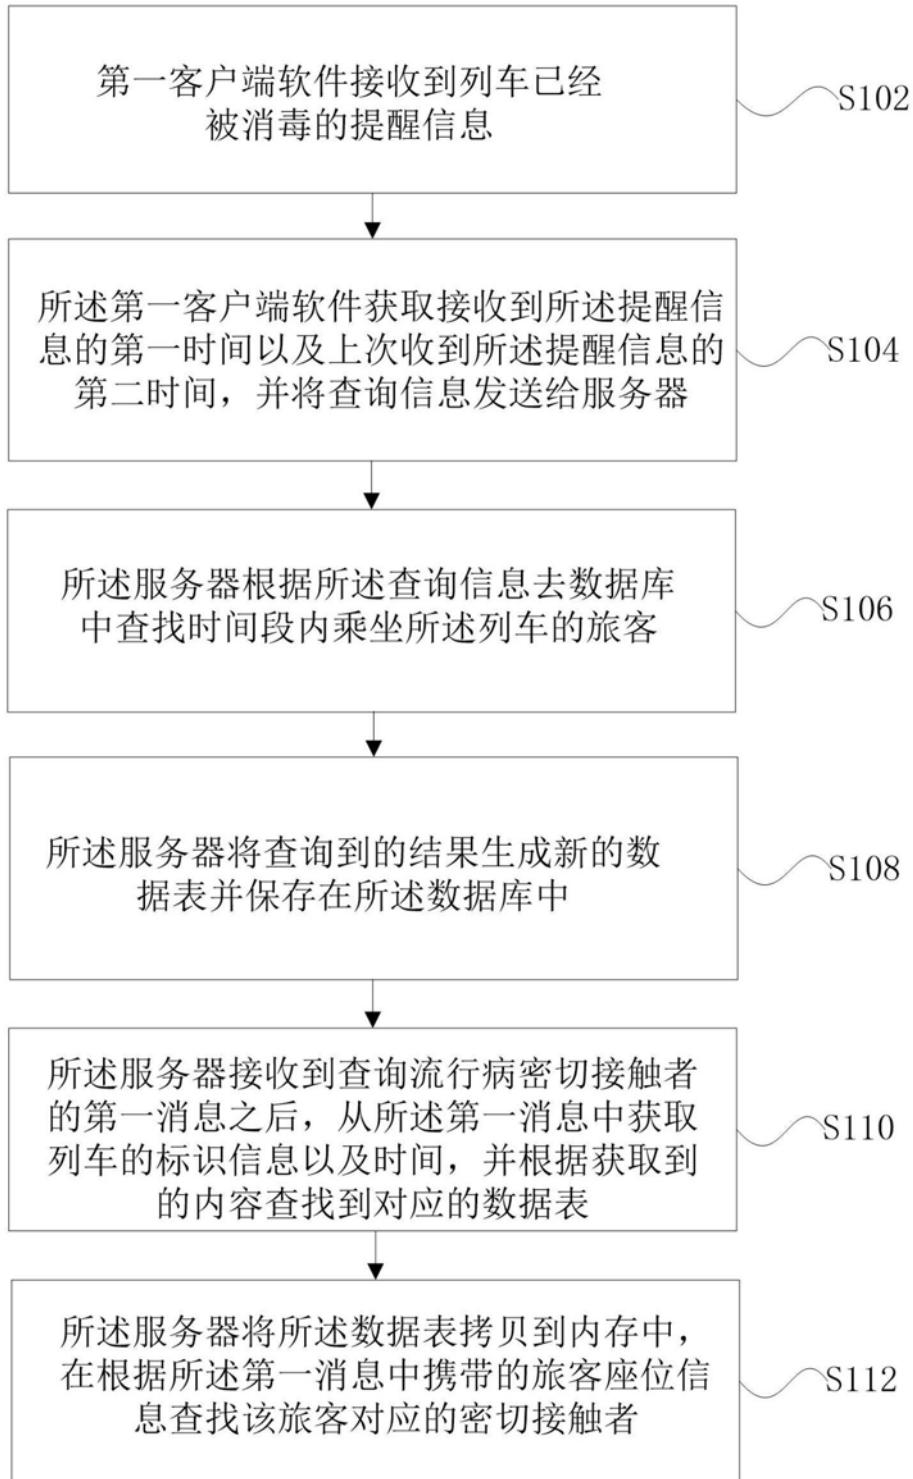 第一客户端软件接收到列车已经
被消毒的提醒信息
S102
所述第一客户端软件获取接收到所述提醒信
息的第一时间以及上次收到所述提醒信息的
第二时间，并将查询信息发送给服务器
S104
所述服务器根据所述查询信息去数据库
中查找时间段内乘坐所述列车的旅客
S106
所述服务器将查询到的结果生成新的数
据表并保存在所述数据库中
S108
所述服务器接收到查询流行病密切接触者
的第一消息之后，从所述第一消息中获取
列车的标识信息以及时间，并根据获取到
的内容查找到对应的数据表
S110
所述服务器将所述数据表拷贝到内存中，
在根据所述第一消息中携带的旅客座位信
息查找该旅客对应的密切接触者
S112